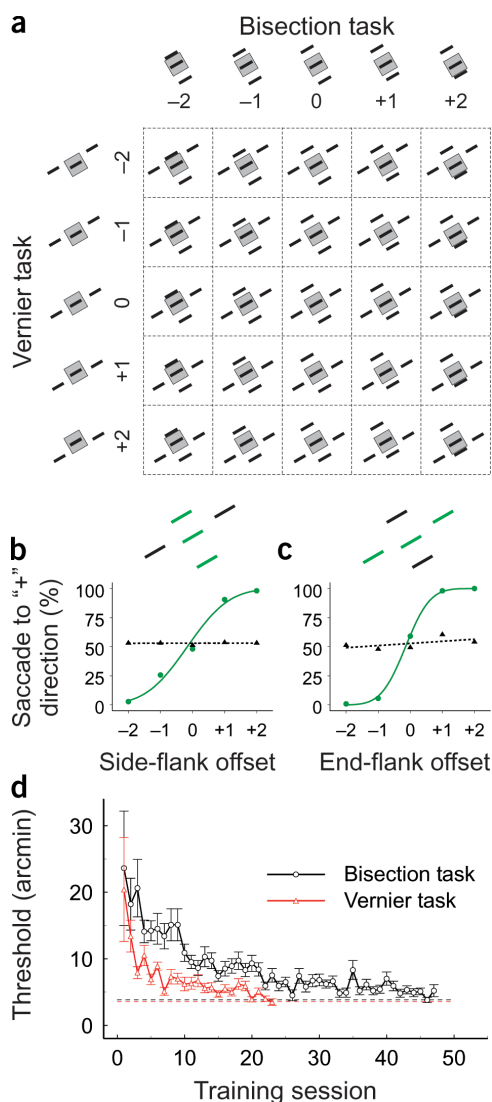 a
Bisection task
–2 –1 0 +1 +2
Vernier task
–2
–1
0
+1
+2
b
c
Saccade to "+"
direction (%)
100
75
50
25
0
–2 –1 0 +1 +2
Side-flank offset
100
75
50
25
0
–2 –1 0 +1 +2
End-flank offset
d
Threshold (arcmin)
30
20
10
0
Bisection task
Vernier task
0 10 20 30 40 50
Training session